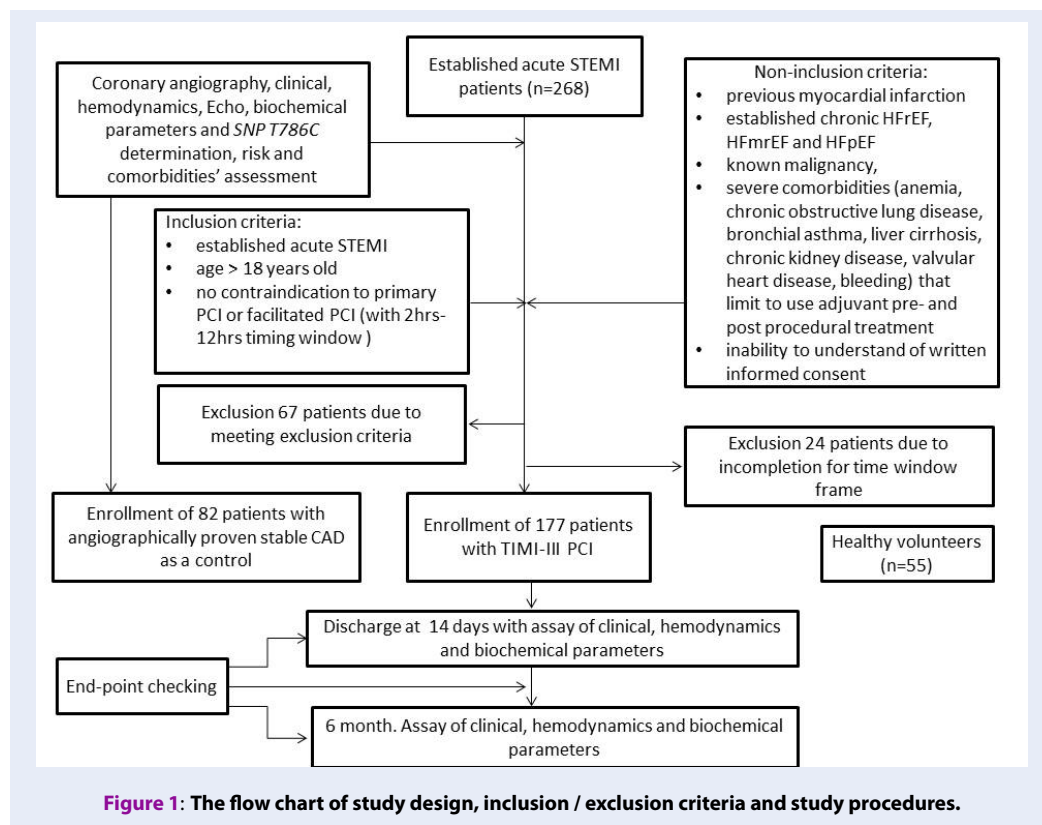 Established acute STEMI
patients (n=268)
Coronary angiography, clinical,
hemodynamics, Echo, biochemical
parameters and SNP T786C
determination, risk and
comorbidities’ assessment
Non-inclusion criteria:
• previous myocardial infarction
• established chronic HFrEF,
HFmrEF and HFpEF
• known malignancy,
• severe comorbidities (anemia,
chronic obstructive lung disease,
bronchial asthma, liver cirrhosis,
chronic kidney disease, valvular
heart disease, bleeding) that
limit to use adjuvant pre- and
post procedural treatment
• inability to understand of written
informed consent
Inclusion criteria:
• established acute STEMI
• age > 18 years old
• no contraindication to primary
PCI or facilitated PCI (with 2hrs-
12hrs timing window )
Exclusion 67 patients due to
meeting exclusion criteria
Exclusion 24 patients due to
incompletion for time window
frame
Enrollment of 82 patients with
angiographically proven stable CAD
as a control
Enrollment of 177 patients
with TIMI-III PCI
Healthy volunteers
(n=55)
Discharge at 14 days with assay of clinical, hemodynamics
and biochemical parameters
End-point checking
6 month. Assay of clinical, hemodynamics and biochemical
parameters
Figure 1: The flow chart of study design, inclusion / exclusion criteria and study procedures.